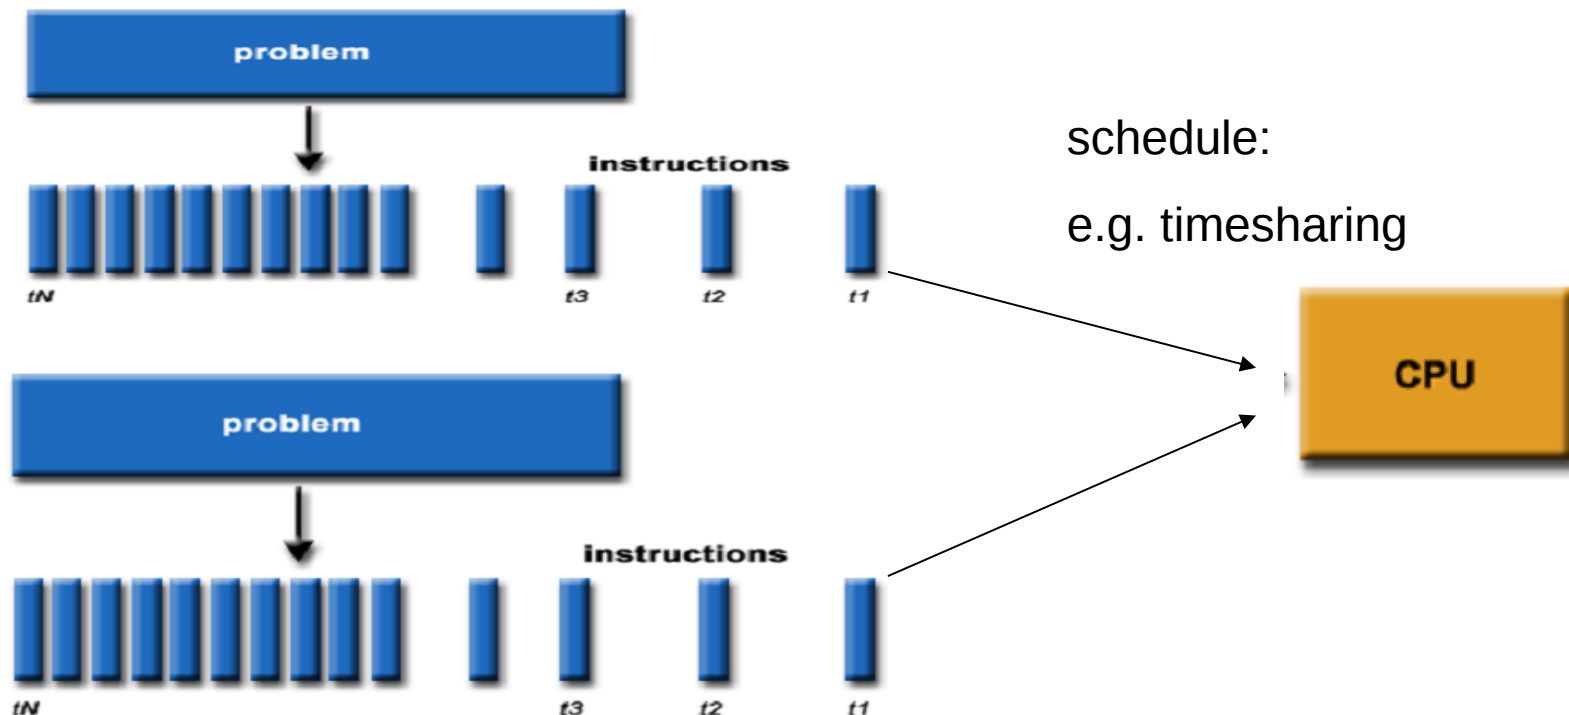 problem
instructions
tN t3 t2 t1
schedule:
e.g. timesharing
CPU
problem
instructions
tN t3 t2 t1